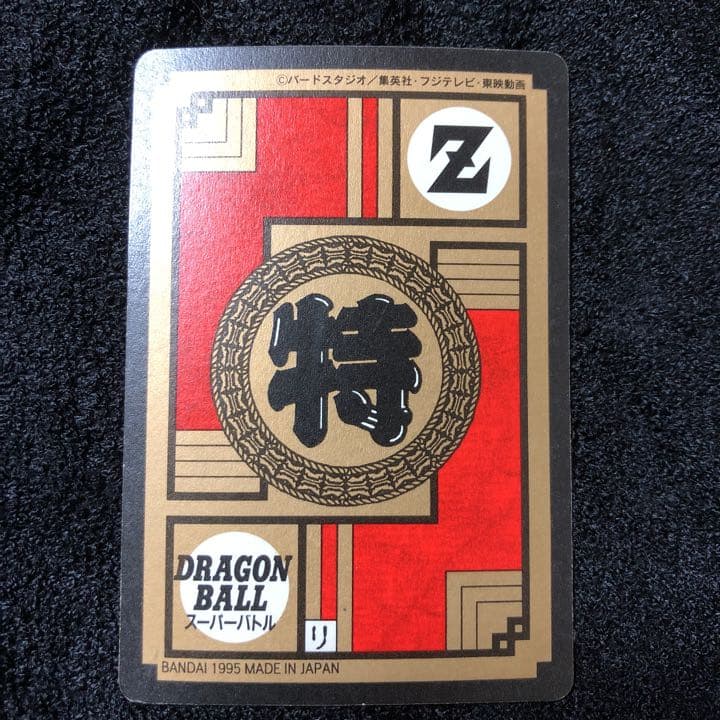 ©バードスタジオ／集英社・フジテレビ・東映動画
Z
特
DRAGON
BALL
スーパーバトル
り
BANDAI 1995 MADE IN JAPAN